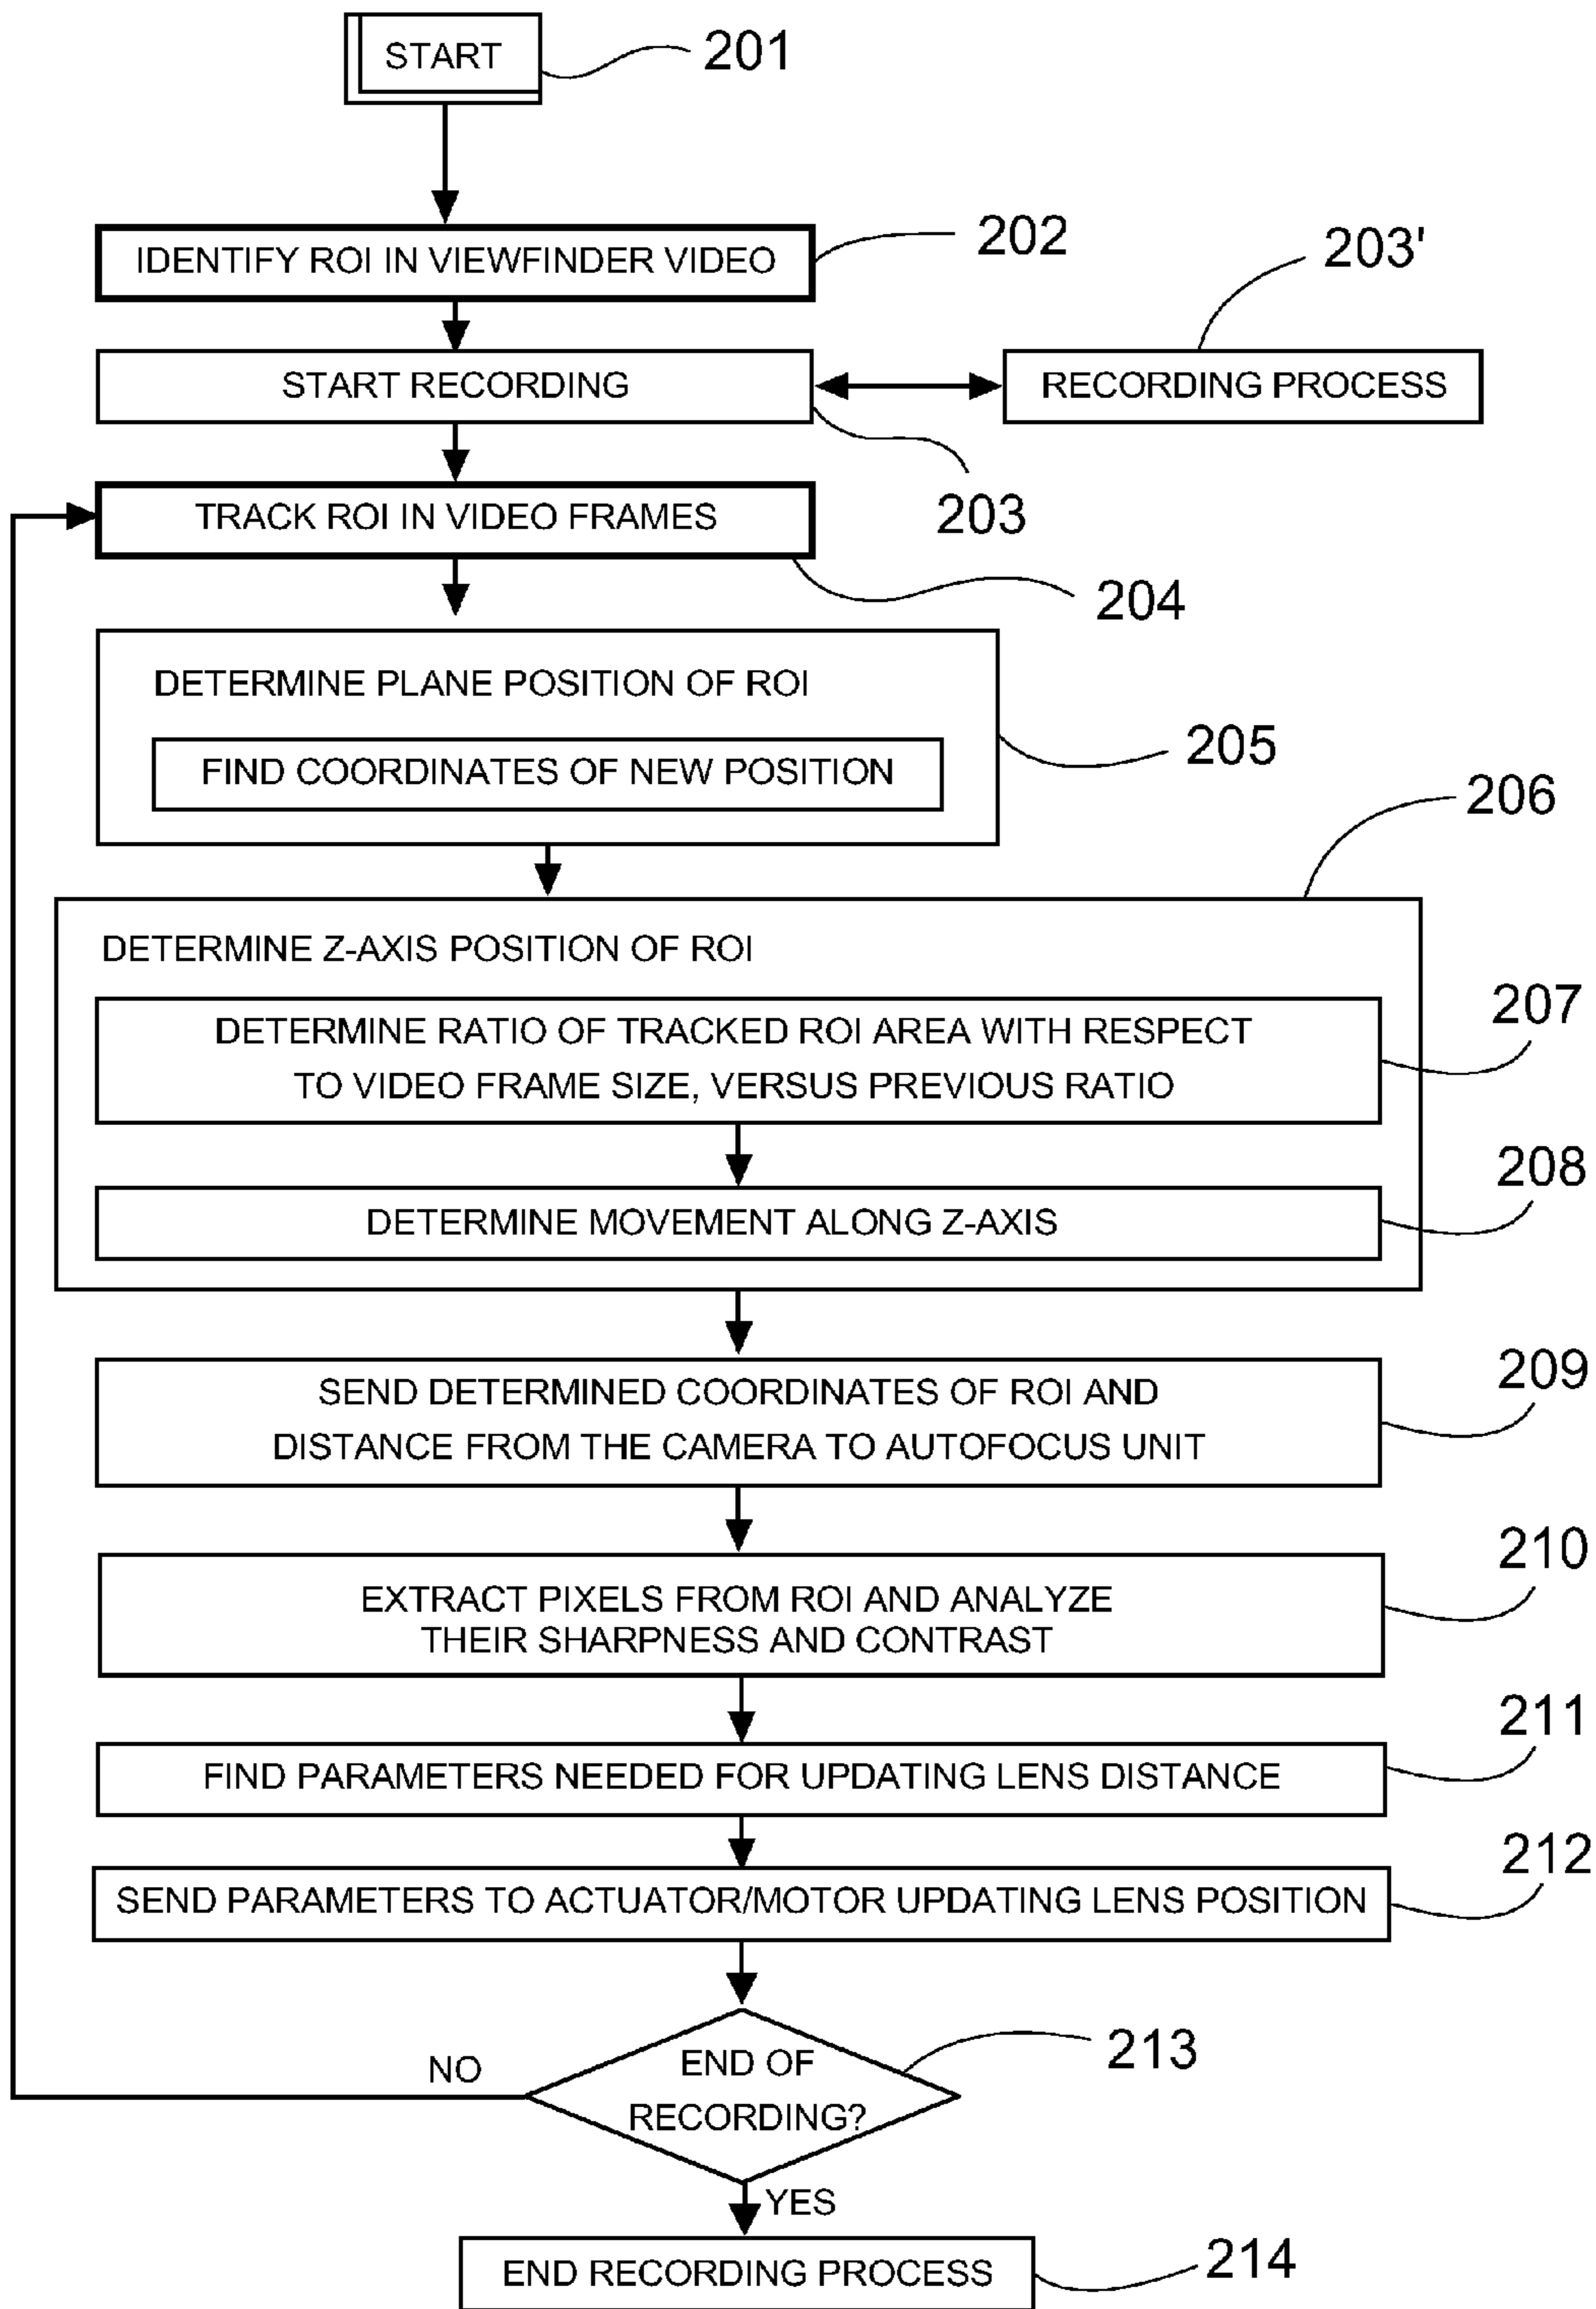 START
201
IDENTIFY ROI IN VIEWFINDER VIDEO
202
203'
START RECORDING
RECORDING PROCESS
203
TRACK ROI IN VIDEO FRAMES
204
DETERMINE PLANE POSITION OF ROI
FIND COORDINATES OF NEW POSITION
205
206
DETERMINE Z-AXIS POSITION OF ROI
DETERMINE RATIO OF TRACKED ROI AREA WITH RESPECT
TO VIDEO FRAME SIZE, VERSUS PREVIOUS RATIO
207
DETERMINE MOVEMENT ALONG Z-AXIS
208
SEND DETERMINED COORDINATES OF ROI AND
DISTANCE FROM THE CAMERA TO AUTOFOCUS UNIT
209
EXTRACT PIXELS FROM ROI AND ANALYZE
THEIR SHARPNESS AND CONTRAST
210
FIND PARAMETERS NEEDED FOR UPDATING LENS DISTANCE
211
SEND PARAMETERS TO ACTUATOR/MOTOR UPDATING LENS POSITION
212
END OF
RECORDING?
213
NO
YES
END RECORDING PROCESS
214